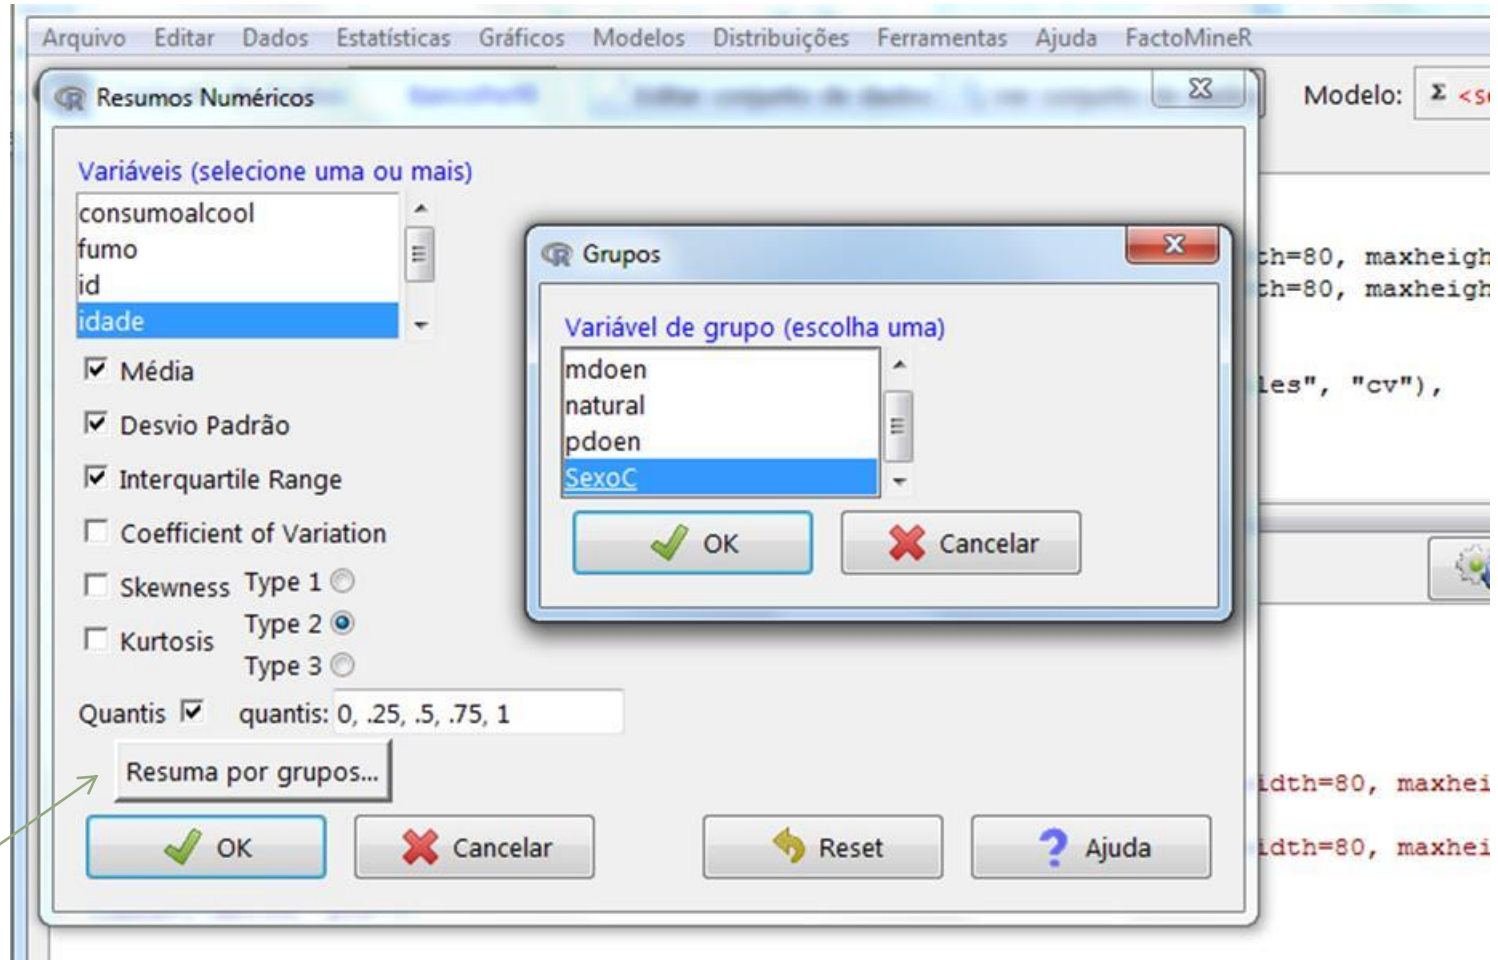 Arquivo Editar Dados Estatísticas Gráficos Modelos Distribuições Ferramentas Ajuda FactoMineR
Resumos Numéricos
Modelo: Σ <s
Variáveis (selecione uma ou mais)
consumoalcool
fumo
id
idade
Média
Desvio Padrão
Interquartile Range
Coefficient of Variation
Skewness Type 1
Type 2
Kurtosis
Type 3
Quantis quantis: 0, .25, .5, .75, 1
Resuma por grupos...
OK Cancelar Reset Ajuda
Grupos
Variável de grupo (escolha uma)
mdoen
natural
pdoen
SexoC
OK Cancelar
th=80, maxheigh
th=80, maxheigh
les", "cv"),
idth=80, maxhei
idth=80, maxhei